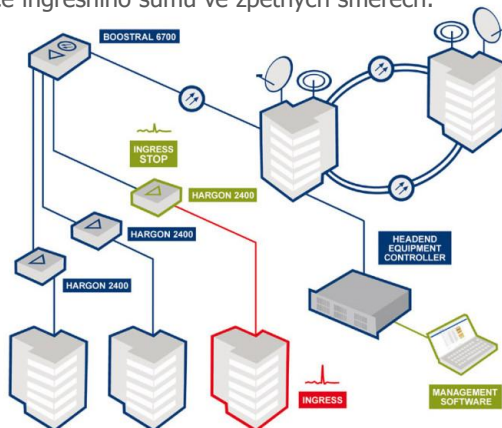 ce ingresního šumu ve zpětných směrech.
BOOSTRAL 6700
INGRESS
STOP
HARGON 2400
HARGON 2400
HARGON 2400
HEADEND
EQUIPMENT
CONTROLLER
INGRESS
MANAGEMENT
SOFTWARE